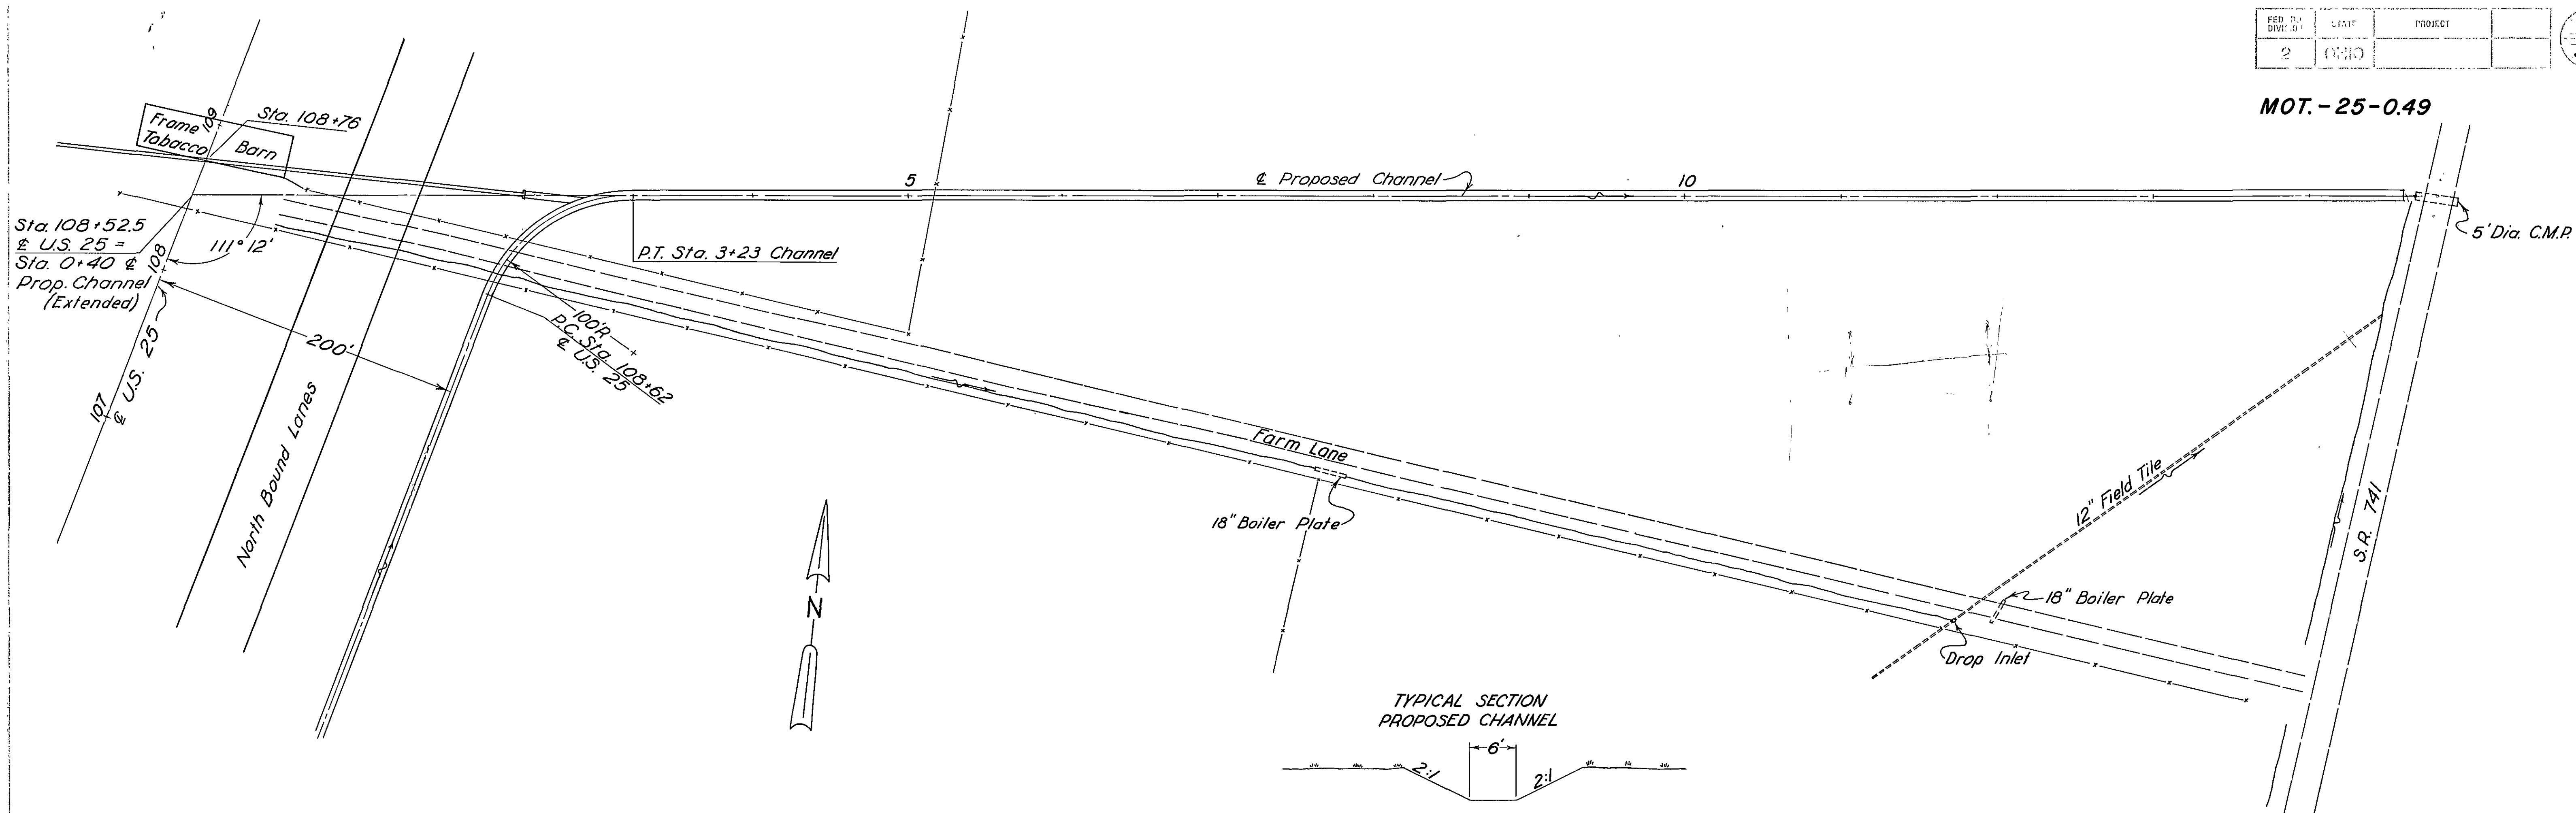 FED. RD.
DIVISION
STATE
PROJECT
2
OHIO
MOT. - 25 - 0.49
109
Sta. 108+76
Frame
Tobacco Barn
5
℄ Proposed Channel
10
5' Dia. C.M.P.
Sta. 108+52.5
℄ U.S. 25 =
Sta. 0+40 ℄
Prop. Channel
(Extended)
111° 12'
108
P.T. Sta. 3+23 Channel
200'
100'R
P.C. Sta. 108+62
℄ U.S. 25
107
℄ U.S. 25
North Bound Lanes
Farm Lane
18" Boiler Plate
12" Field Tile
S.R. 741
N
18" Boiler Plate
Drop Inlet
TYPICAL SECTION
PROPOSED CHANNEL
6'
2:1
2:1